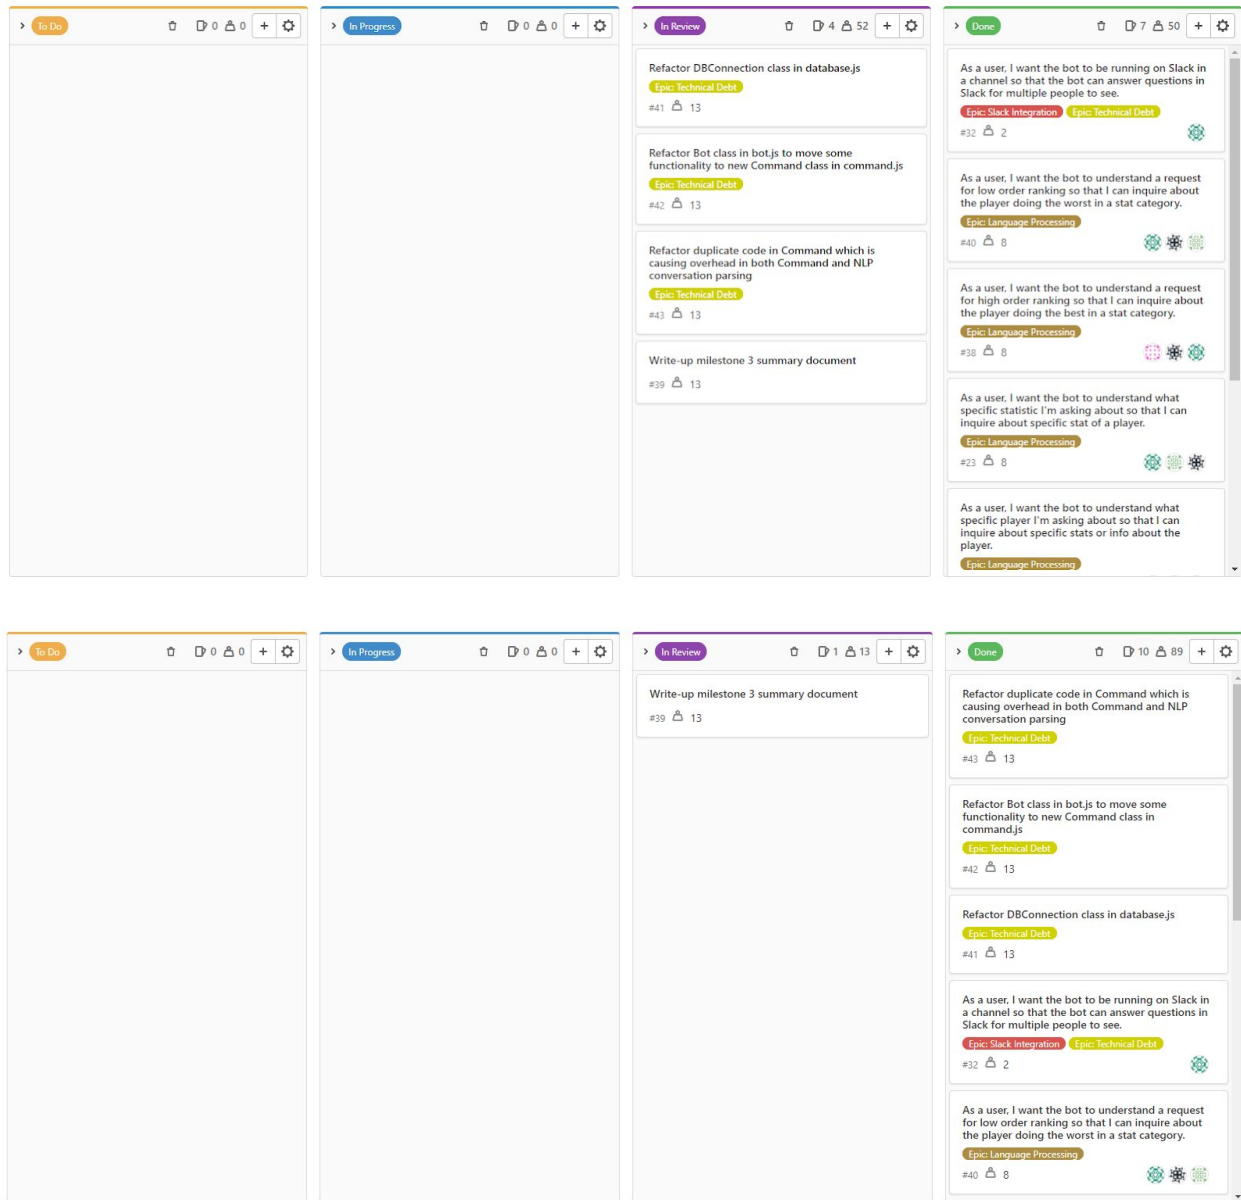 To Do 0 0 +
In Progress 0 0 +
In Review 4 52 +
Refactor DBConnection class in database.js
Epic: Technical Debt
#41 13
Refactor Bot class in bot.js to move some
functionality to new Command class in command.js
Epic: Technical Debt
#42 13
Refactor duplicate code in Command which is
causing overhead in both Command and NLP
conversation parsing
Epic: Technical Debt
#43 13
Write-up milestone 3 summary document
#39 13
Done 7 50 +
As a user, I want the bot to be running on Slack in
a channel so that the bot can answer questions in
Slack for multiple people to see.
Epic: Slack Integration Epic: Technical Debt
#32 2
As a user, I want the bot to understand a request
for low order ranking so that I can inquire about
the player doing the worst in a stat category.
Epic: Language Processing
#40 8
As a user, I want the bot to understand a request
for high order ranking so that I can inquire about
the player doing the best in a stat category.
Epic: Language Processing
#38 8
As a user, I want the bot to understand what
specific statistic I'm asking about so that I can
inquire about specific stat of a player.
Epic: Language Processing
#23 8
As a user, I want the bot to understand what
specific player I'm asking about so that I can
inquire about specific stats or info about the
player.
Epic: Language Processing
To Do 0 0 +
In Progress 0 0 +
In Review 1 13 +
Write-up milestone 3 summary document
#39 13
Done 10 89 +
Refactor duplicate code in Command which is
causing overhead in both Command and NLP
conversation parsing
Epic: Technical Debt
#43 13
Refactor Bot class in bot.js to move some
functionality to new Command class in
command.js
Epic: Technical Debt
#42 13
Refactor DBConnection class in database.js
Epic: Technical Debt
#41 13
As a user, I want the bot to be running on Slack in
a channel so that the bot can answer questions in
Slack for multiple people to see.
Epic: Slack Integration Epic: Technical Debt
#32 2
As a user, I want the bot to understand a request
for low order ranking so that I can inquire about
the player doing the worst in a stat category.
Epic: Language Processing
#40 8